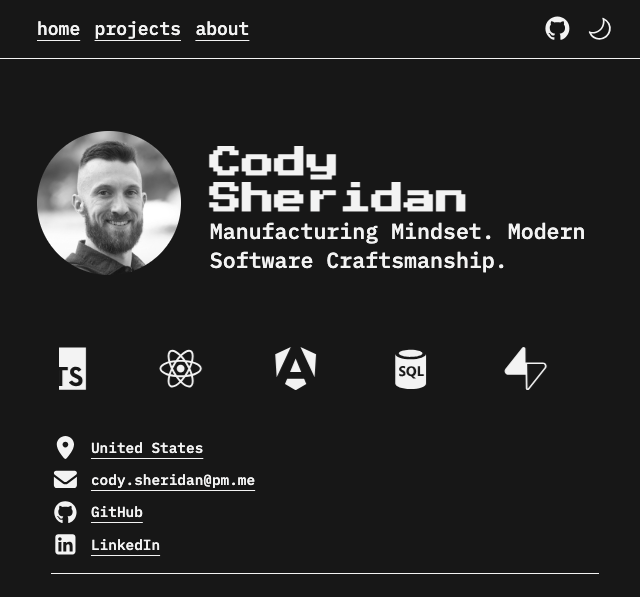 home projects about
Cody
Sheridan
Manufacturing Mindset. Modern
Software Craftsmanship.
TS SQL
United States
cody.sheridan@pm.me
GitHub
in LinkedIn